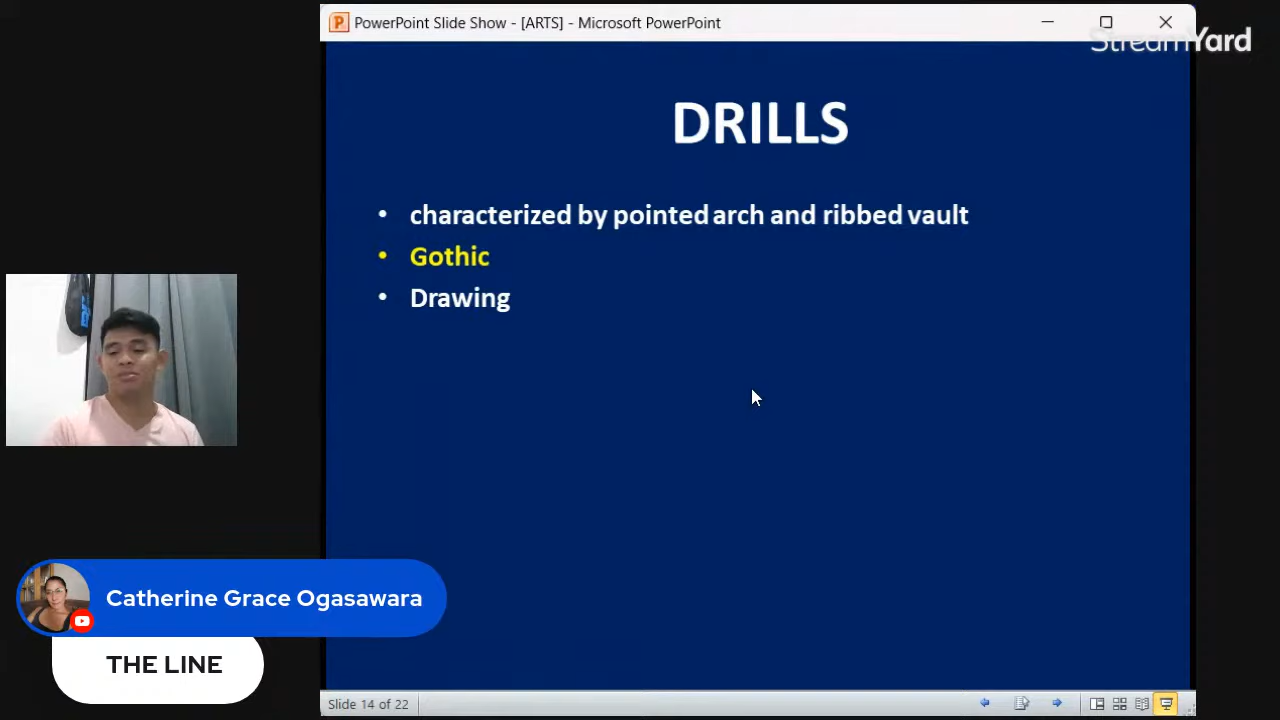 PowerPoint Slide Show - [ARTS] - Microsoft PowerPoint
StreamYard
DRILLS
• characterized by pointed arch and ribbed vault
• Gothic
• Drawing
Catherine Grace Ogasawara
THE LINE
Slide 14 of 22